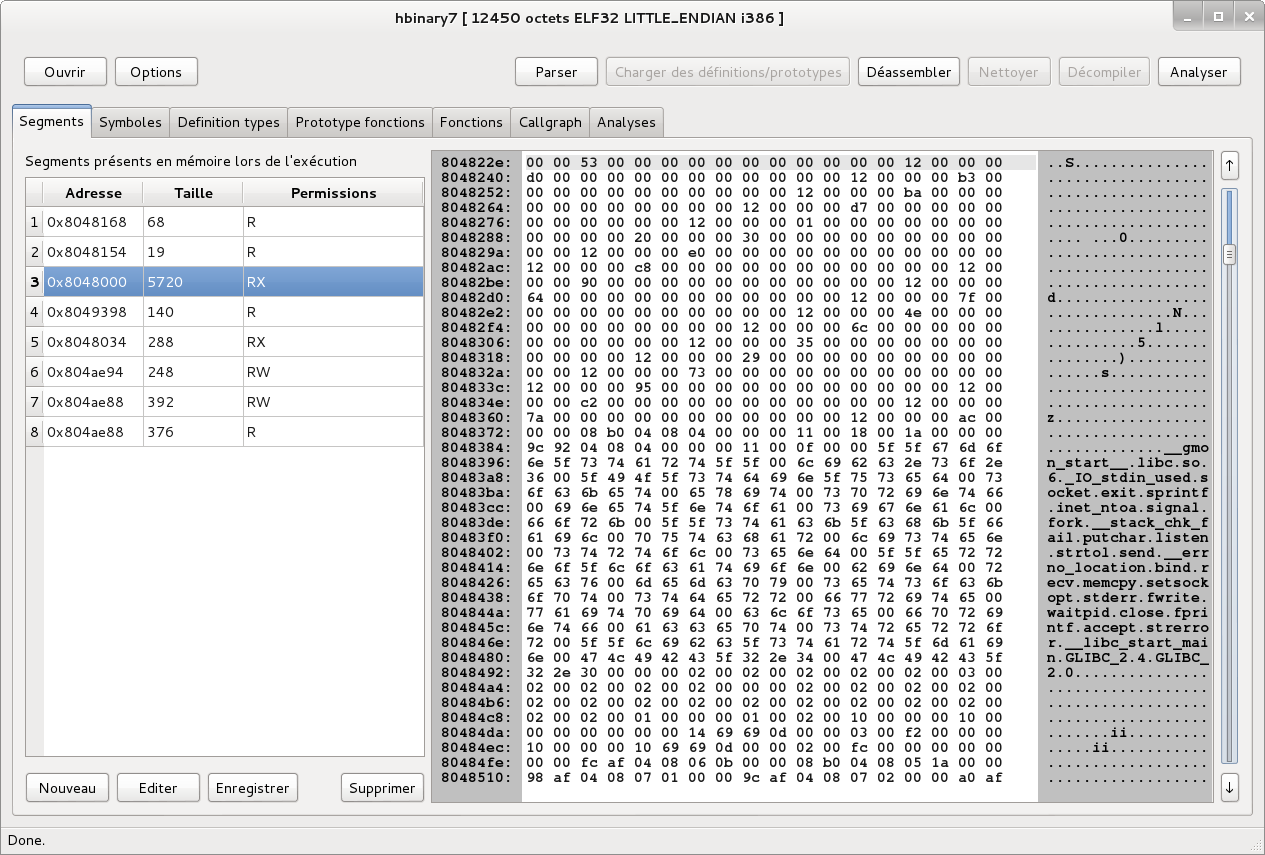 hbinary7 [ 12450 octets ELF32 LITTLE_ENDIAN i386 ]
Ouvrir Options Parser Charger des définitions/prototypes Déassembler Nettoyer Décompiler Analyser
Segments Symboles Definition types Prototype fonctions Fonctions Callgraph Analyses
Segments présents en mémoire lors de l'exécution
Adresse Taille Permissions
1 0x8048168 68 R
2 0x8048154 19 R
3 0x8048000 5720 RX
4 0x8049398 140 R
5 0x8048034 288 RX
6 0x804ae94 248 RW
7 0x804ae88 392 RW
8 0x804ae88 376 R
Nouveau Editer Enregistrer Supprimer
804822e: 00 00 53 00 00 00 00 00 00 00 00 00 00 00 12 00 00 00 ..S...............
8048240: d0 00 00 00 00 00 00 00 00 00 00 00 12 00 00 00 b3 00 ..................
8048252: 00 00 00 00 00 00 00 00 00 00 12 00 00 00 ba 00 00 00 ..................
8048264: 00 00 00 00 00 00 00 00 12 00 00 00 d7 00 00 00 00 00 ..................
8048276: 00 00 00 00 00 00 12 00 00 00 01 00 00 00 00 00 00 00 ..................
8048288: 00 00 00 00 20 00 00 00 30 00 00 00 00 00 00 00 00 00 .... ...0.........
804829a: 00 00 12 00 00 00 e0 00 00 00 00 00 00 00 00 00 00 00 ..................
80482ac: 12 00 00 00 c8 00 00 00 00 00 00 00 00 00 00 00 12 00 ..................
80482be: 00 00 90 00 00 00 00 00 00 00 00 00 00 00 12 00 00 00 ..................
80482d0: 64 00 00 00 00 00 00 00 00 00 00 00 12 00 00 00 7f 00 d.................
80482e2: 00 00 00 00 00 00 00 00 00 00 12 00 00 00 4e 00 00 00 ..............N...
80482f4: 00 00 00 00 00 00 00 00 12 00 00 00 6c 00 00 00 00 00 ............l.....
8048306: 00 00 00 00 00 00 12 00 00 00 35 00 00 00 00 00 00 00 ..........5.......
8048318: 00 00 00 00 12 00 00 00 29 00 00 00 00 00 00 00 00 00 ........).........
804832a: 00 00 12 00 00 00 73 00 00 00 00 00 00 00 00 00 00 00 ......s...........
804833c: 12 00 00 00 95 00 00 00 00 00 00 00 00 00 00 00 12 00 ..................
804834e: 00 00 c2 00 00 00 00 00 00 00 00 00 00 00 12 00 00 00 ..................
8048360: 7a 00 00 00 00 00 00 00 00 00 00 00 12 00 00 00 ac 00 z.................
8048372: 00 00 08 b0 04 08 04 00 00 00 11 00 18 00 1a 00 00 00 ..................
8048384: 9c 92 04 08 04 00 00 00 11 00 0f 00 00 5f 5f 67 6d 6f .............__gmo
8048396: 6e 5f 73 74 61 72 74 5f 5f 00 6c 69 62 63 2e 73 6f 2e n_start__.libc.so.
80483a8: 36 00 5f 49 4f 5f 73 74 64 69 6e 5f 75 73 65 64 00 73 6._IO_stdin_used.s
80483ba: 6f 63 6b 65 74 00 65 78 69 74 00 73 70 72 69 6e 74 66 ocket.exit.sprintf
80483cc: 00 69 6e 65 74 5f 6e 74 6f 61 00 73 69 67 6e 61 6c 00 .inet_ntoa.signal.
80483de: 66 6f 72 6b 00 5f 5f 73 74 61 63 6b 5f 63 68 6b 5f 66 fork.__stack_chk_f
80483f0: 61 69 6c 00 70 75 74 63 68 61 72 00 6c 69 73 74 65 6e ail.putchar.listen
8048402: 00 73 74 72 74 6f 6c 00 73 65 6e 64 00 5f 5f 65 72 72 .strtol.send.__err
8048414: 6e 6f 5f 6c 6f 63 61 74 69 6f 6e 00 62 69 6e 64 00 72 no_location.bind.r
8048426: 65 63 76 00 6d 65 6d 63 70 79 00 73 65 74 73 6f 63 6b ecv.memcpy.setsock
8048438: 6f 70 74 00 73 74 64 65 72 72 00 66 77 72 69 74 65 00 opt.stderr.fwrite.
804844a: 77 61 69 74 70 69 64 00 63 6c 6f 73 65 00 66 70 72 69 waitpid.close.fpri
804845c: 6e 74 66 00 61 63 63 65 70 74 00 73 74 72 65 72 72 6f ntf.accept.strerro
804846e: 72 00 5f 5f 6c 69 62 63 5f 73 74 61 72 74 5f 6d 61 69 r.__libc_start_mai
8048480: 6e 00 47 4c 49 42 43 5f 32 2e 34 00 47 4c 49 42 43 5f n.GLIBC_2.4.GLIBC_
8048492: 32 2e 30 00 00 00 02 00 02 00 02 00 02 00 02 00 03 00 2.0...............
80484a4: 02 00 02 00 02 00 02 00 02 00 02 00 02 00 02 00 02 00 ..................
80484b6: 02 00 02 00 02 00 02 00 02 00 02 00 02 00 02 00 02 00 ..................
80484c8: 02 00 02 00 01 00 00 00 01 00 02 00 10 00 00 00 10 00 ..................
80484da: 00 00 00 00 00 00 14 69 69 0d 00 00 03 00 f2 00 00 00 .......ii.........
80484ec: 10 00 00 00 10 69 69 0d 00 00 02 00 fc 00 00 00 00 00 .....ii...........
80484fe: 00 00 fc af 04 08 06 0b 00 00 08 b0 04 08 05 1a 00 00 ..................
8048510: 98 af 04 08 07 01 00 00 9c af 04 08 07 02 00 00 a0 af ..................
Done.